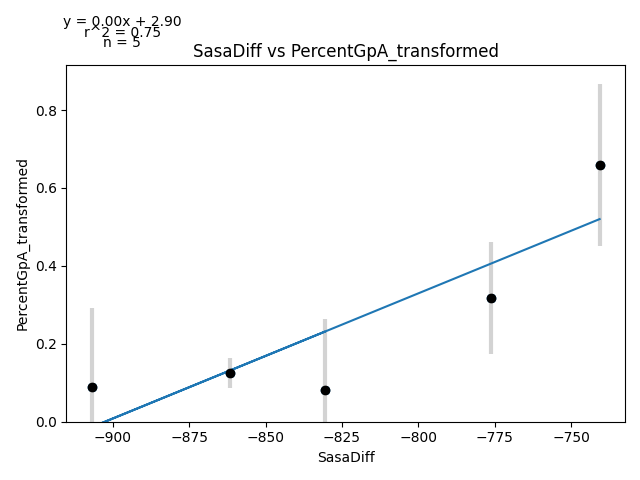 y = 0.00x + 2.90
r^2 = 0.75
n = 5
SasaDiff vs PercentGpA_transformed
PercentGpA_transformed
0.8
0.6
0.4
0.2
0.0
−900
−875
−850
−825
−800
−775
−750
SasaDiff